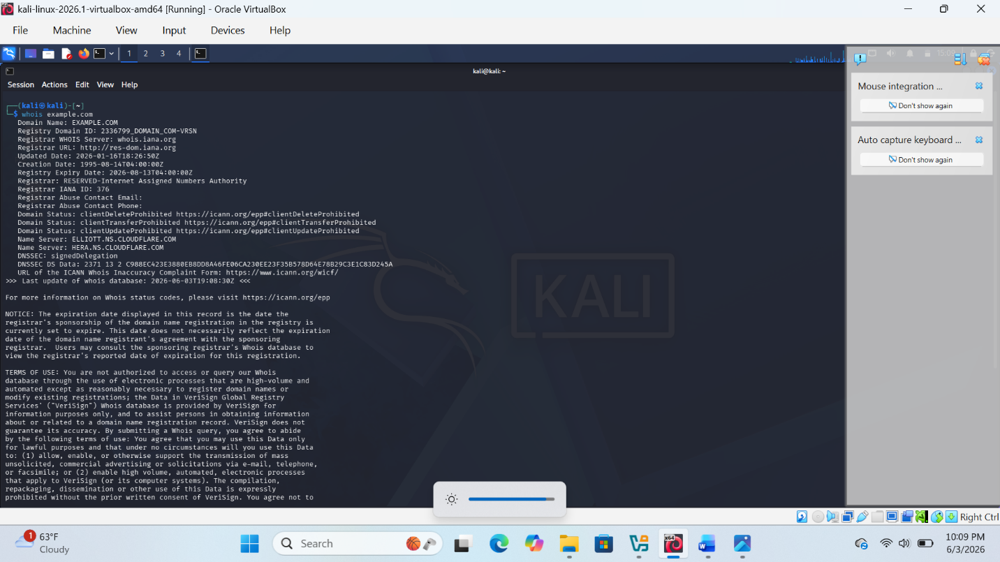 kali-linux-2026.1-virtualbox-amd64 [Running] - Oracle VirtualBox
File Machine View Input Devices Help
1 2 3 4
15:09
kali@kali: ~
Session Actions Edit View Help
Mouse integration ...
Don't show again
Auto capture keyboard ...
Don't show again
┌──(kali㉿kali)-[~]
└─$ whois example.com
Domain Name: EXAMPLE.COM
Registry Domain ID: 2336799_DOMAIN_COM-VRSN
Registrar WHOIS Server: whois.iana.org
Registrar URL: http://res-dom.iana.org
Updated Date: 2026-01-16T18:26:50Z
Creation Date: 1995-08-14T04:00:00Z
Registry Expiry Date: 2026-08-13T04:00:00Z
Registrar: RESERVED-Internet Assigned Numbers Authority
Registrar IANA ID: 376
Registrar Abuse Contact Email:
Registrar Abuse Contact Phone:
Domain Status: clientDeleteProhibited https://icann.org/epp#clientDeleteProhibited
Domain Status: clientTransferProhibited https://icann.org/epp#clientTransferProhibited
Domain Status: clientUpdateProhibited https://icann.org/epp#clientUpdateProhibited
Name Server: ELLIOTT.NS.CLOUDFLARE.COM
Name Server: HERA.NS.CLOUDFLARE.COM
DNSSEC: signedDelegation
DNSSEC DS Data: 2371 13 2 C988EC423E3880EB8DD8A46FE06CA230EE23F35B578D64E78B29C3E1C83D245A
URL of the ICANN Whois Inaccuracy Complaint Form: https://www.icann.org/wicf/
>>> Last update of whois database: 2026-06-03T19:08:30Z <<<
For more information on Whois status codes, please visit https://icann.org/epp
NOTICE: The expiration date displayed in this record is the date the
registrar's sponsorship of the domain name registration in the registry is
currently set to expire. This date does not necessarily reflect the expiration
date of the domain name registrant's agreement with the sponsoring
registrar.  Users may consult the sponsoring registrar's Whois database to
view the registrar's reported date of expiration for this registration.
TERMS OF USE: You are not authorized to access or query our Whois
database through the use of electronic processes that are high-volume and
automated except as reasonably necessary to register domain names or
modify existing registrations; the Data in VeriSign Global Registry
Services' ("VeriSign") Whois database is provided by VeriSign for
information purposes only, and to assist persons in obtaining information
about or related to a domain name registration record. VeriSign does not
guarantee its accuracy. By submitting a Whois query, you agree to abide
by the following terms of use: You agree that you may use this Data only
for lawful purposes and that under no circumstances will you use this Data
to: (1) allow, enable, or otherwise support the transmission of mass
unsolicited, commercial advertising or solicitations via e-mail, telephone,
or facsimile; or (2) enable high volume, automated, electronic processes
that apply to VeriSign (or its computer systems). The compilation,
repackaging, dissemination or other use of this Data is expressly
prohibited without the prior written consent of VeriSign. You agree not to
KALI
Right Ctrl
1
63°F
Cloudy
Search
x64
10:09 PM
6/3/2026